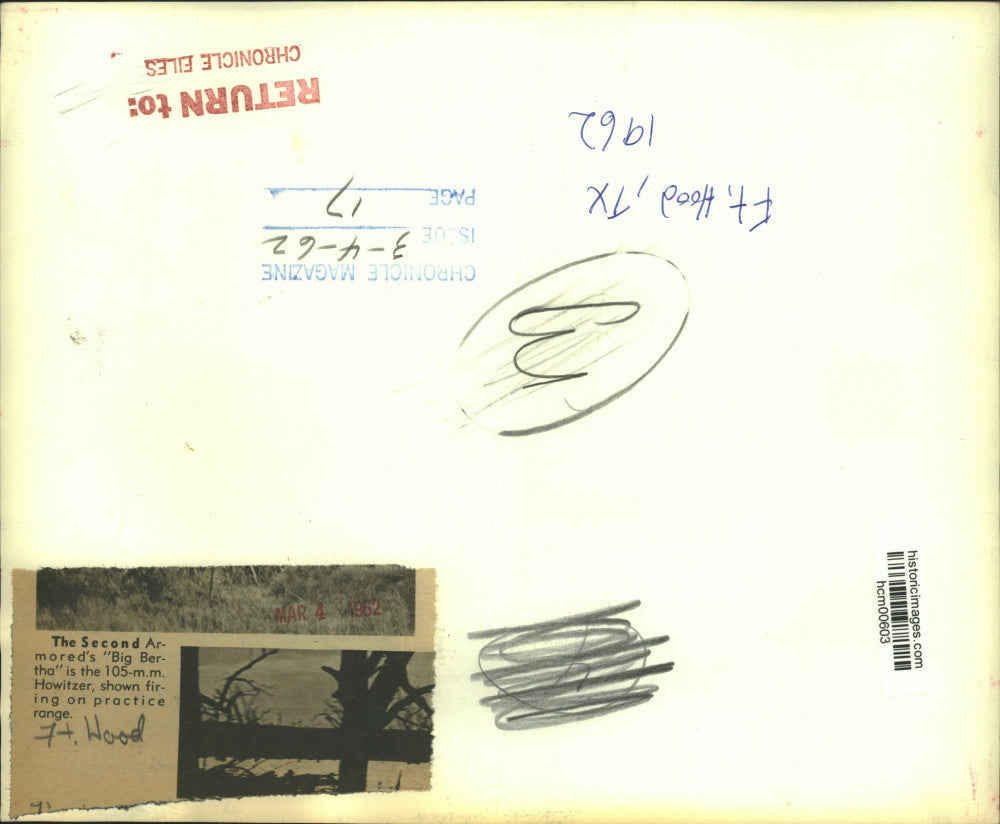 RETURN to:
CHRONICLE FILES
Ft. Hood, TX
1962
CHRONICLE MAGAZINE
ISSUE 3-4-62
PAGE 17
MAR 4 1962
The Second Ar-
mored's "Big Ber-
tha" is the 105-m.m.
Howitzer, shown fir-
ing on practice
range.
Ft. Hood
historicimages.com
hcm00603